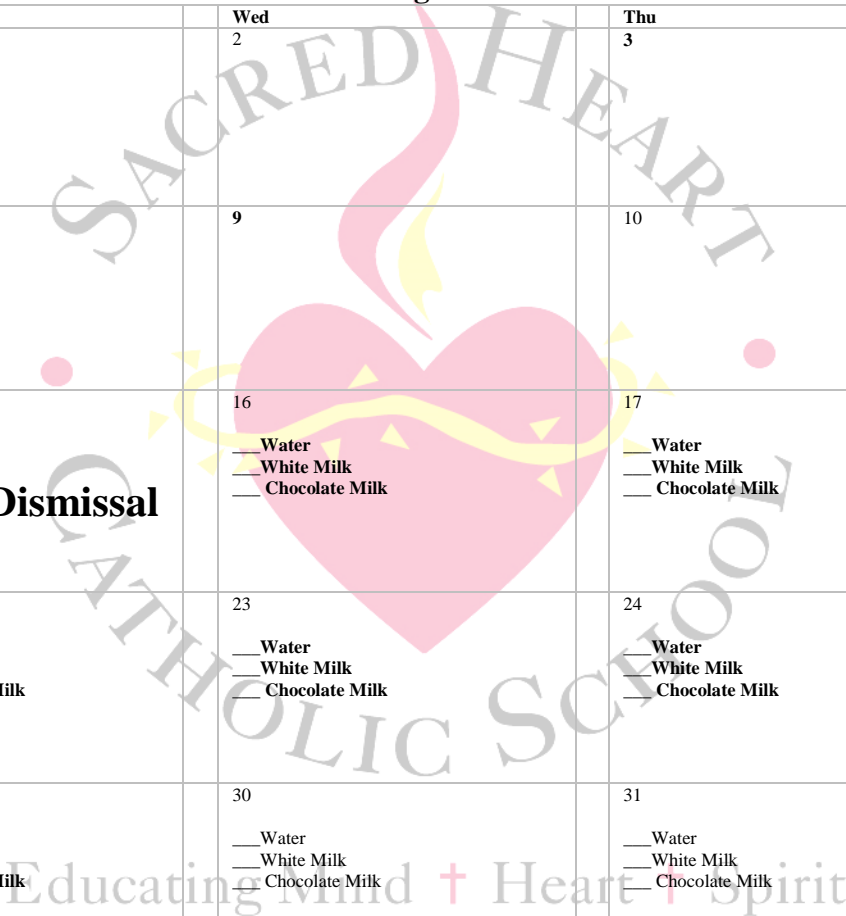 Wed
Thu
2
3
9
10
16
17
___Water
___White Milk
___ Chocolate Milk
___Water
___White Milk
___ Chocolate Milk
Dismissal
23
24
___Water
___White Milk
___ Chocolate Milk
___Water
___White Milk
___ Chocolate Milk
30
31
___Water
___White Milk
___ Chocolate Milk
___Water
___White Milk
___ Chocolate Milk
SACRED HEART
CATHOLIC SCHOOL
Educating Mind † Heart † Spirit